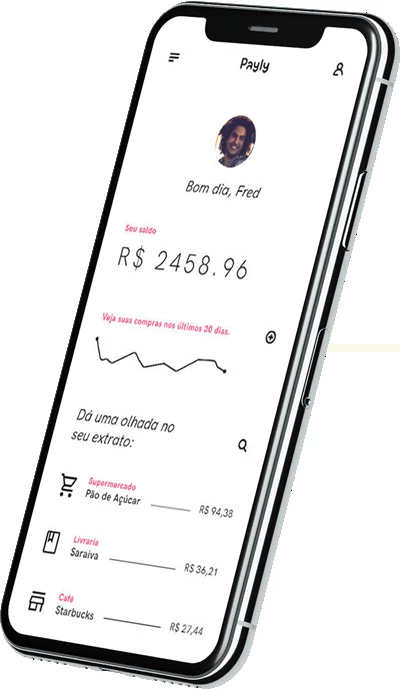 Payly
Bom dia, Fred
Seu saldo
R$ 2458.96
Veja suas compras nos últimos 30 dias.
Dá uma olhada no
seu extrato:
Supermercado
Pão de Açúcar R$ 94,38
Livraria
Saraiva R$ 36,21
Café
Starbucks R$ 27,44